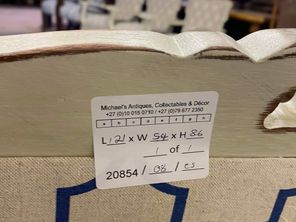 Michael's Antiques, Collectables & Décor
+27 (0)10 015 0710 / +27 (0)79 677 2350
a b c d e f g h
L 121 x W 54 x H 86
1 of 1
20854 / 08 / cs